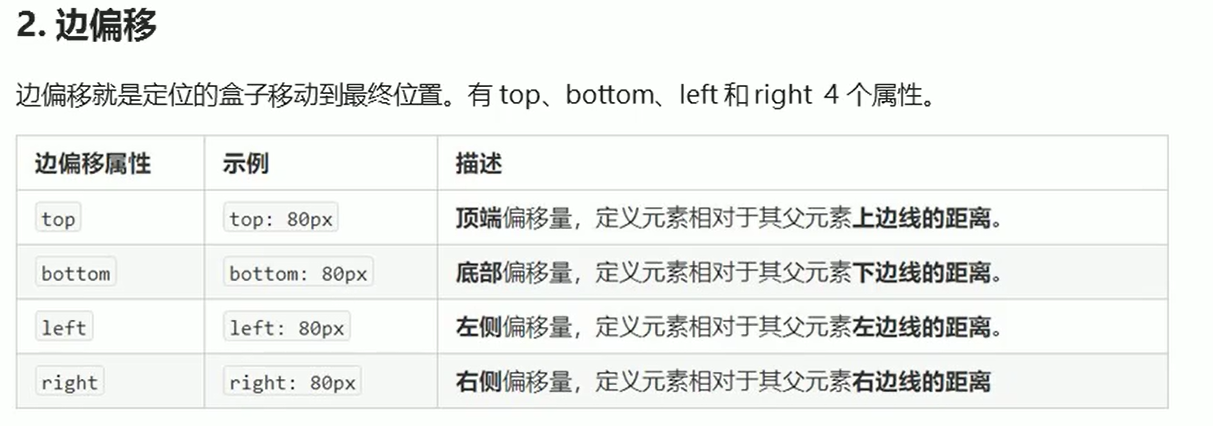 2. 边偏移
边偏移就是定位的盒子移动到最终位置。有 top、bottom、left 和 right 4 个属性。
边偏移属性 示例 描述
top top: 80px 顶端偏移量，定义元素相对于其父元素上边线的距离。
bottom bottom: 80px 底部偏移量，定义元素相对于其父元素下边线的距离。
left left: 80px 左侧偏移量，定义元素相对于其父元素左边线的距离。
right right: 80px 右侧偏移量，定义元素相对于其父元素右边线的距离